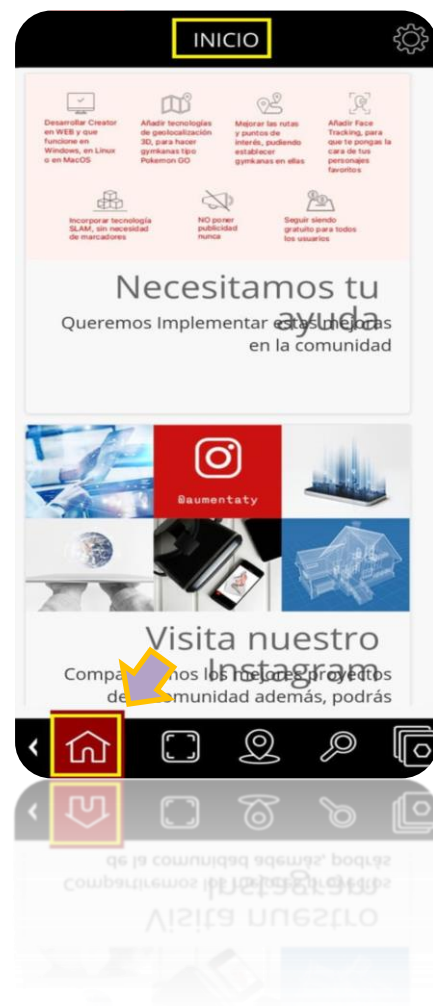 INICIO
Desarrollar Creator
en WEB y que
funcione en
Windows, en Linux
o en MacOS
Añadir tecnologías
de geolocalización
3D, para hacer
gymkanas tipo
Pokemon GO
Mejorar las rutas
y puntos de
interés, pudiendo
establecer
gymkanas en ellas
Añadir Face
Tracking, para
que te pongas la
cara de tus
personajes
favoritos
Incorporar tecnología
SLAM, sin necesidad
de marcadores
NO poner
publicidad
nunca
Seguir siendo
gratuito para todos
los usuarios
Necesitamos tu
ayuda
Queremos Implementar estas mejoras
en la comunidad
@aumentaty
Visita nuestro
Instagram
los mejores proyectos
comunidad además, podrás